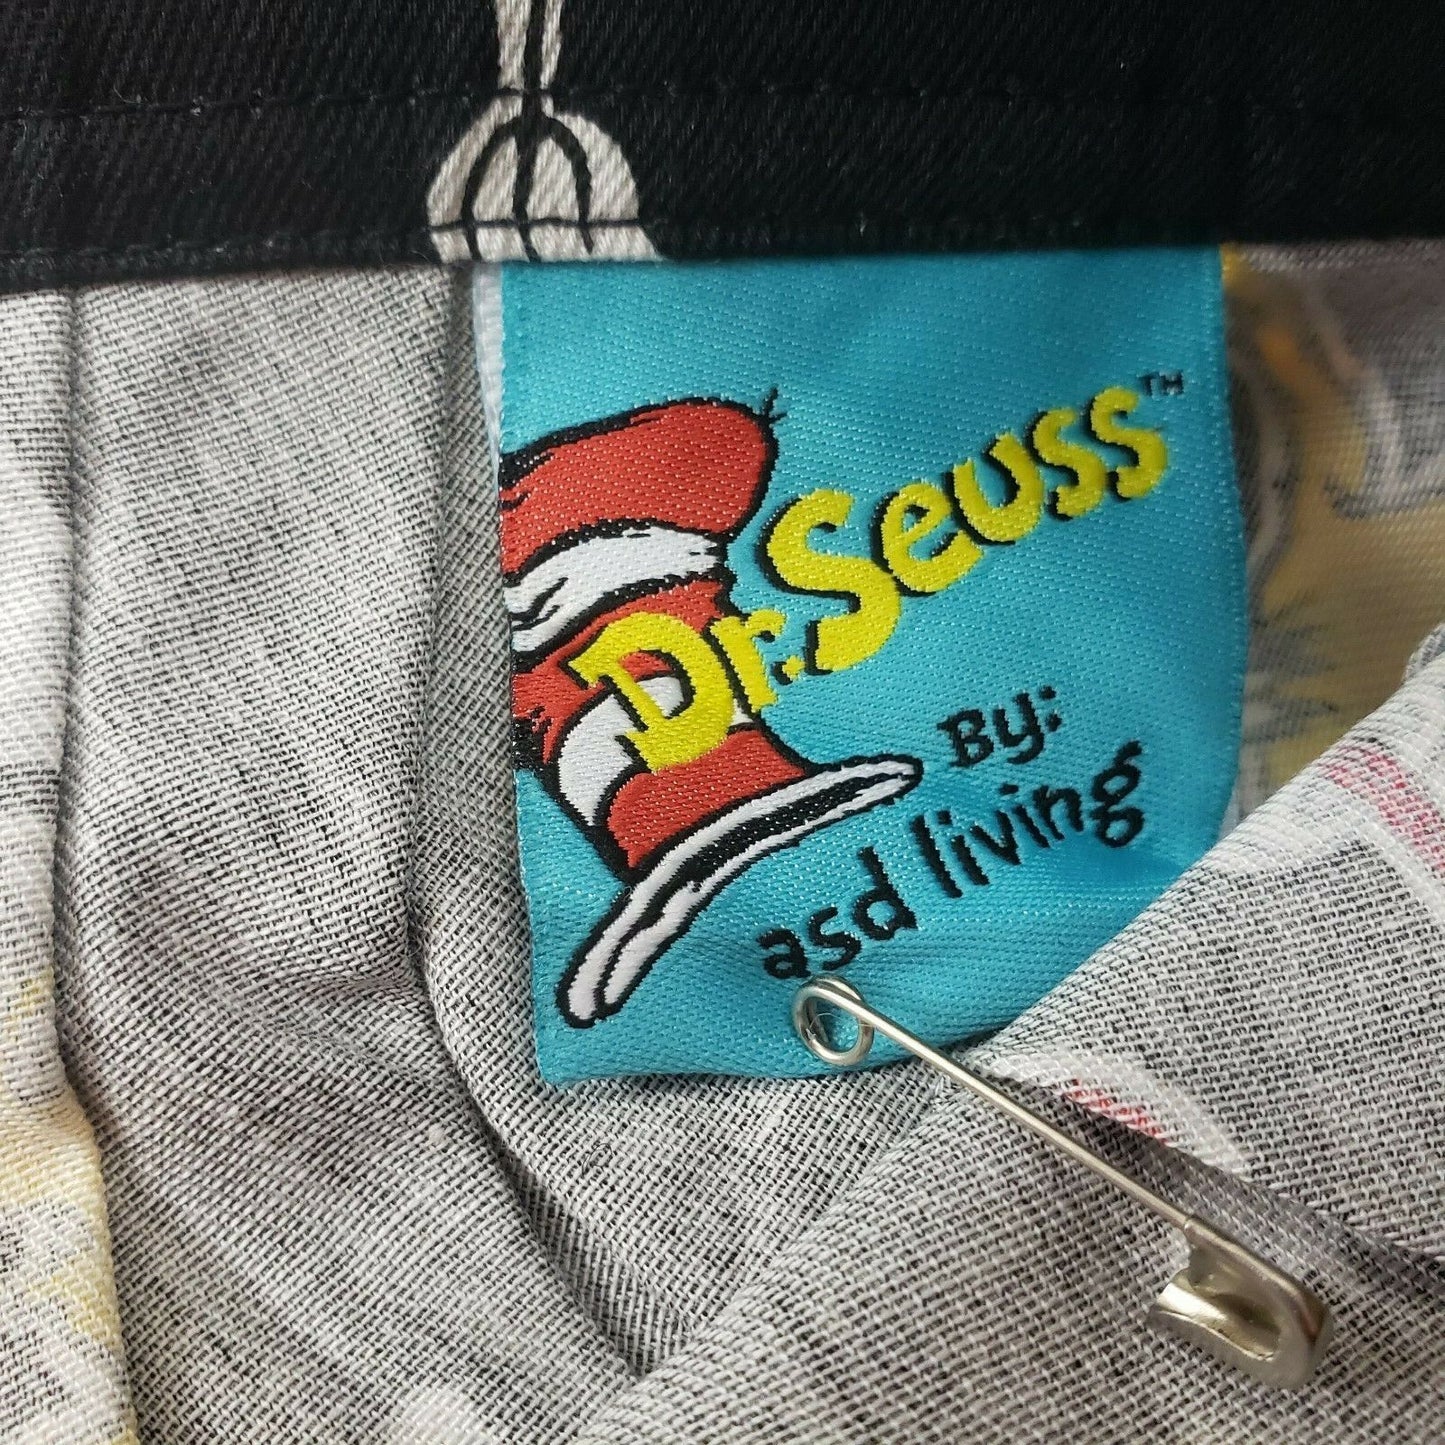 Dr. Seuss™
By:
asd living